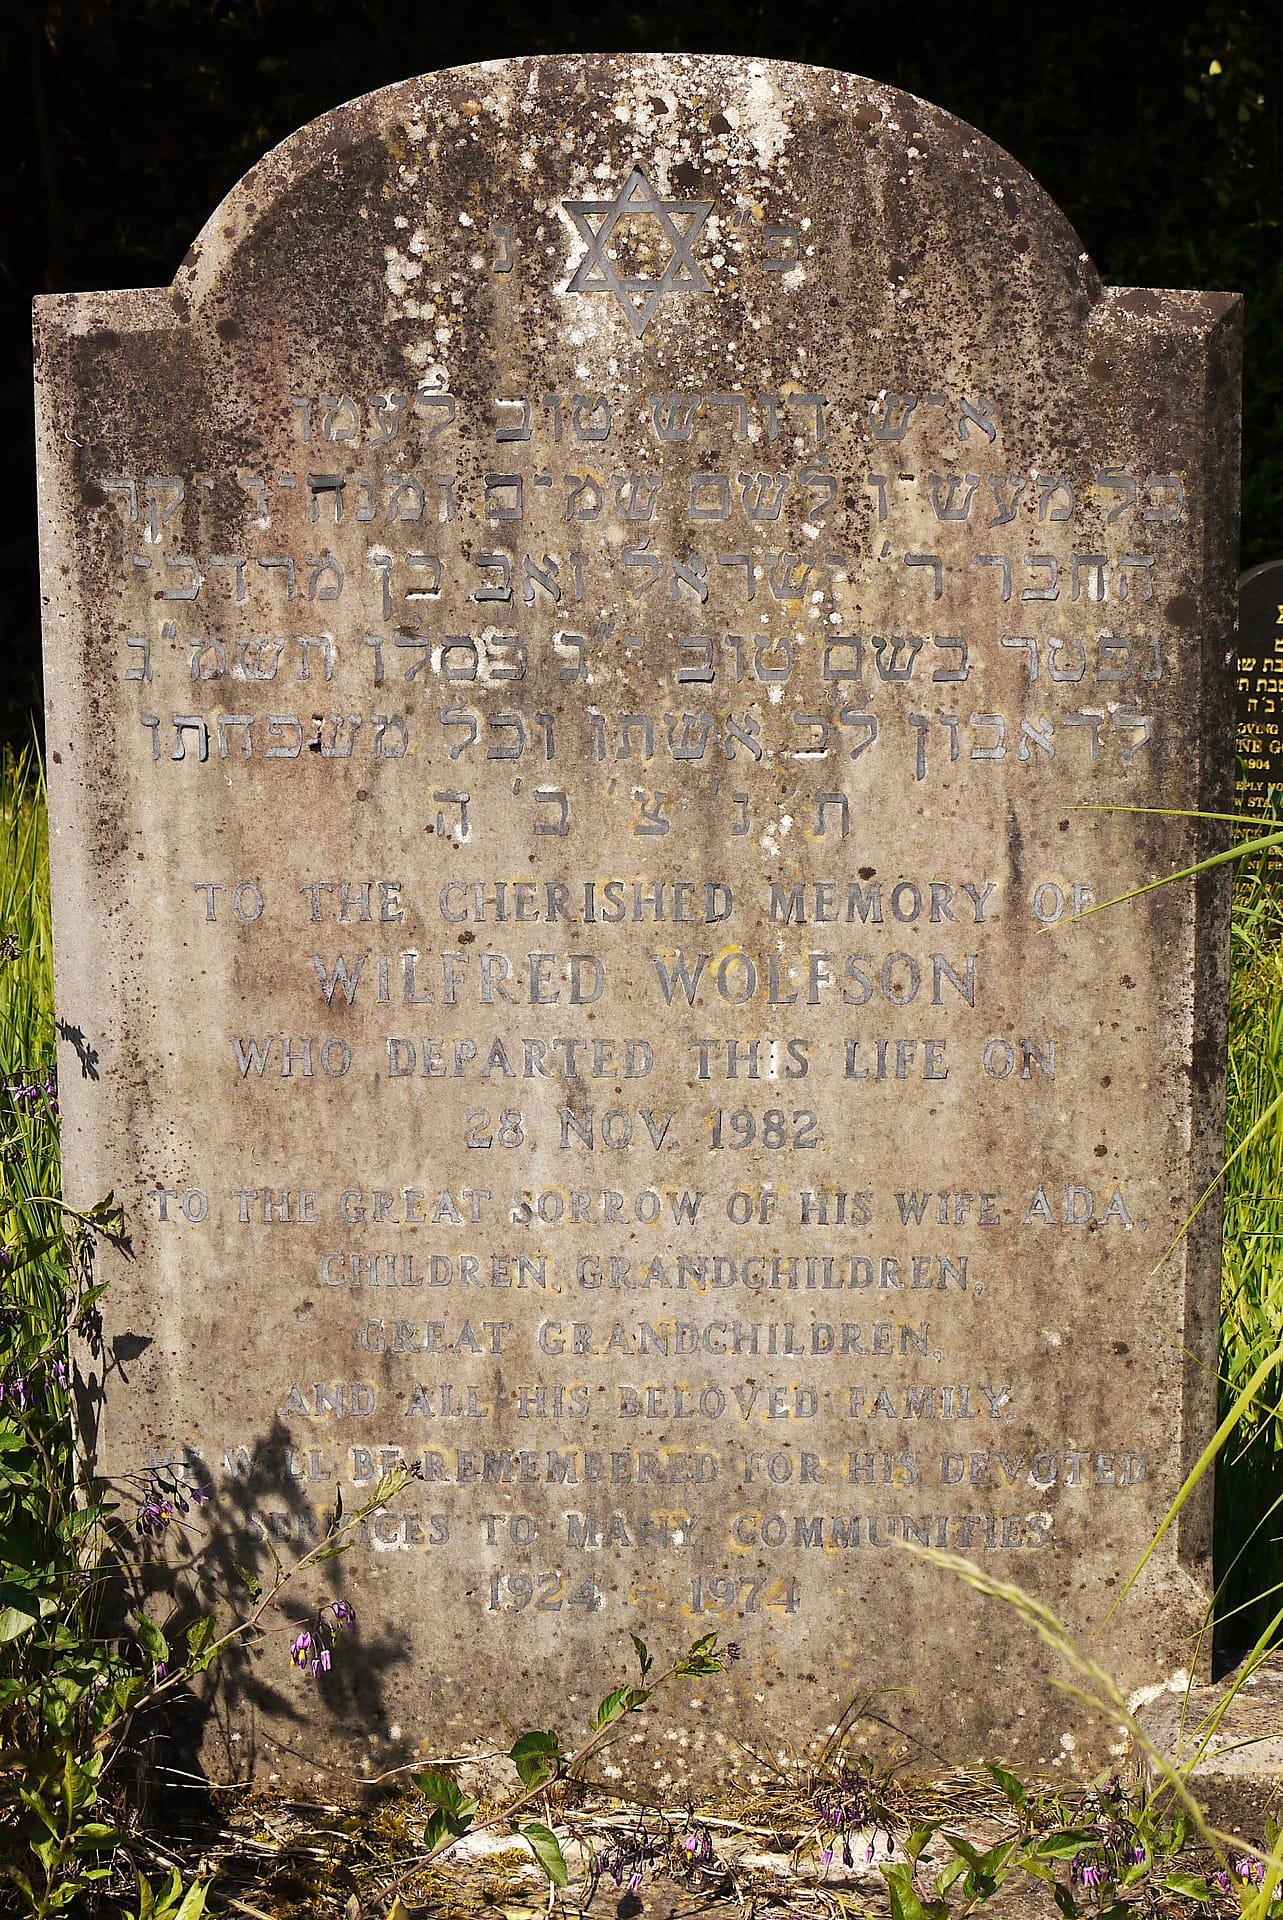 פ"נ
איש דורש טוב לעמו
כל מעשיו לשם שמים ומנהיג יקר
החבר ר' ישראל זאב בן מרדכי
נפטר בשם טוב י"ג כסלו תשמ"ג
לדאבון לב אשתו וכל משפחתו
ת' נ' צ' ב' ה
TO THE CHERISHED MEMORY OF
WILFRED WOLFSON
WHO DEPARTED THIS LIFE ON
28 NOV. 1982
TO THE GREAT SORROW OF HIS WIFE ADA,
CHILDREN, GRANDCHILDREN,
GREAT GRANDCHILDREN,
AND ALL HIS BELOVED FAMILY.
HE WILL BE REMEMBERED FOR HIS DEVOTED
SERVICES TO MANY COMMUNITIES.
1924 - 1974
1904